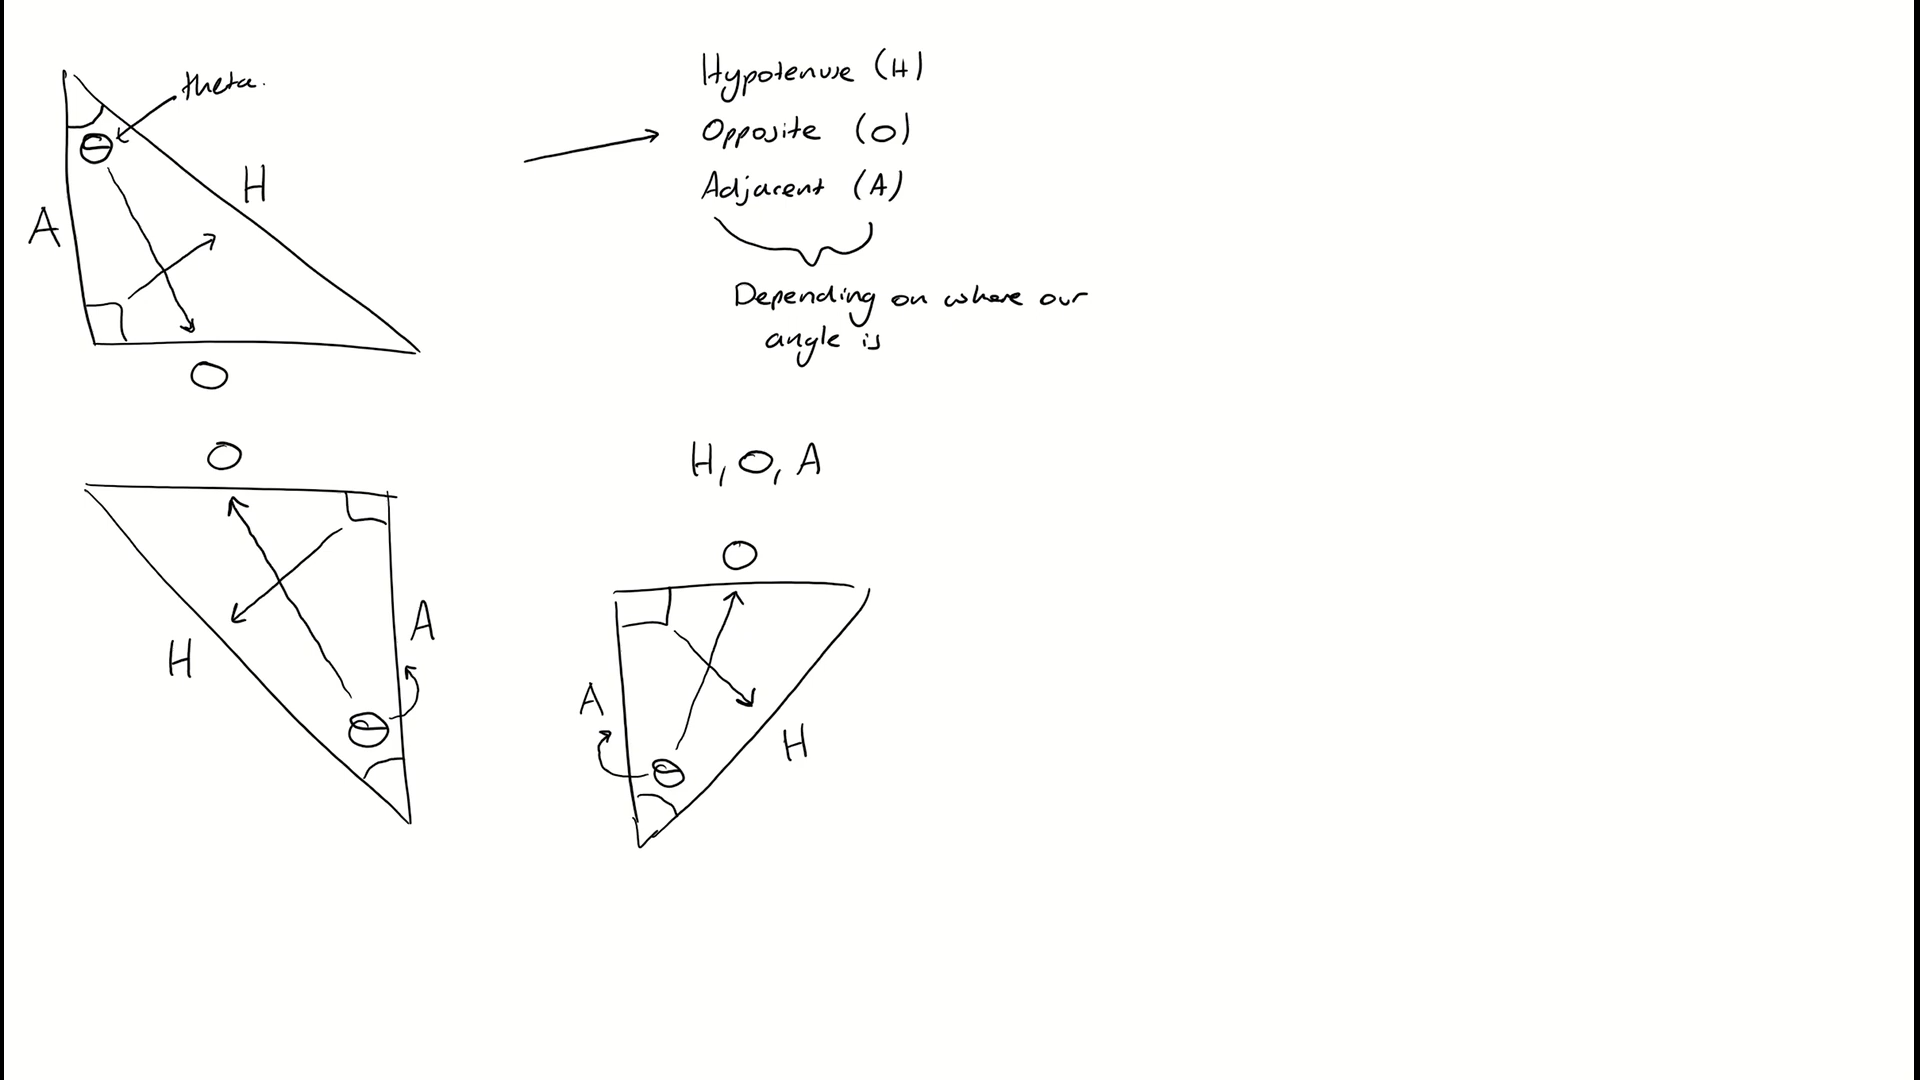 theta.
Θ
H
A
O
Hypotenuse (H)
Opposite (O)
Adjacent (A)
Depending on where our
angle is
H, O, A
O
A
H
Θ
O
A
H
Θ